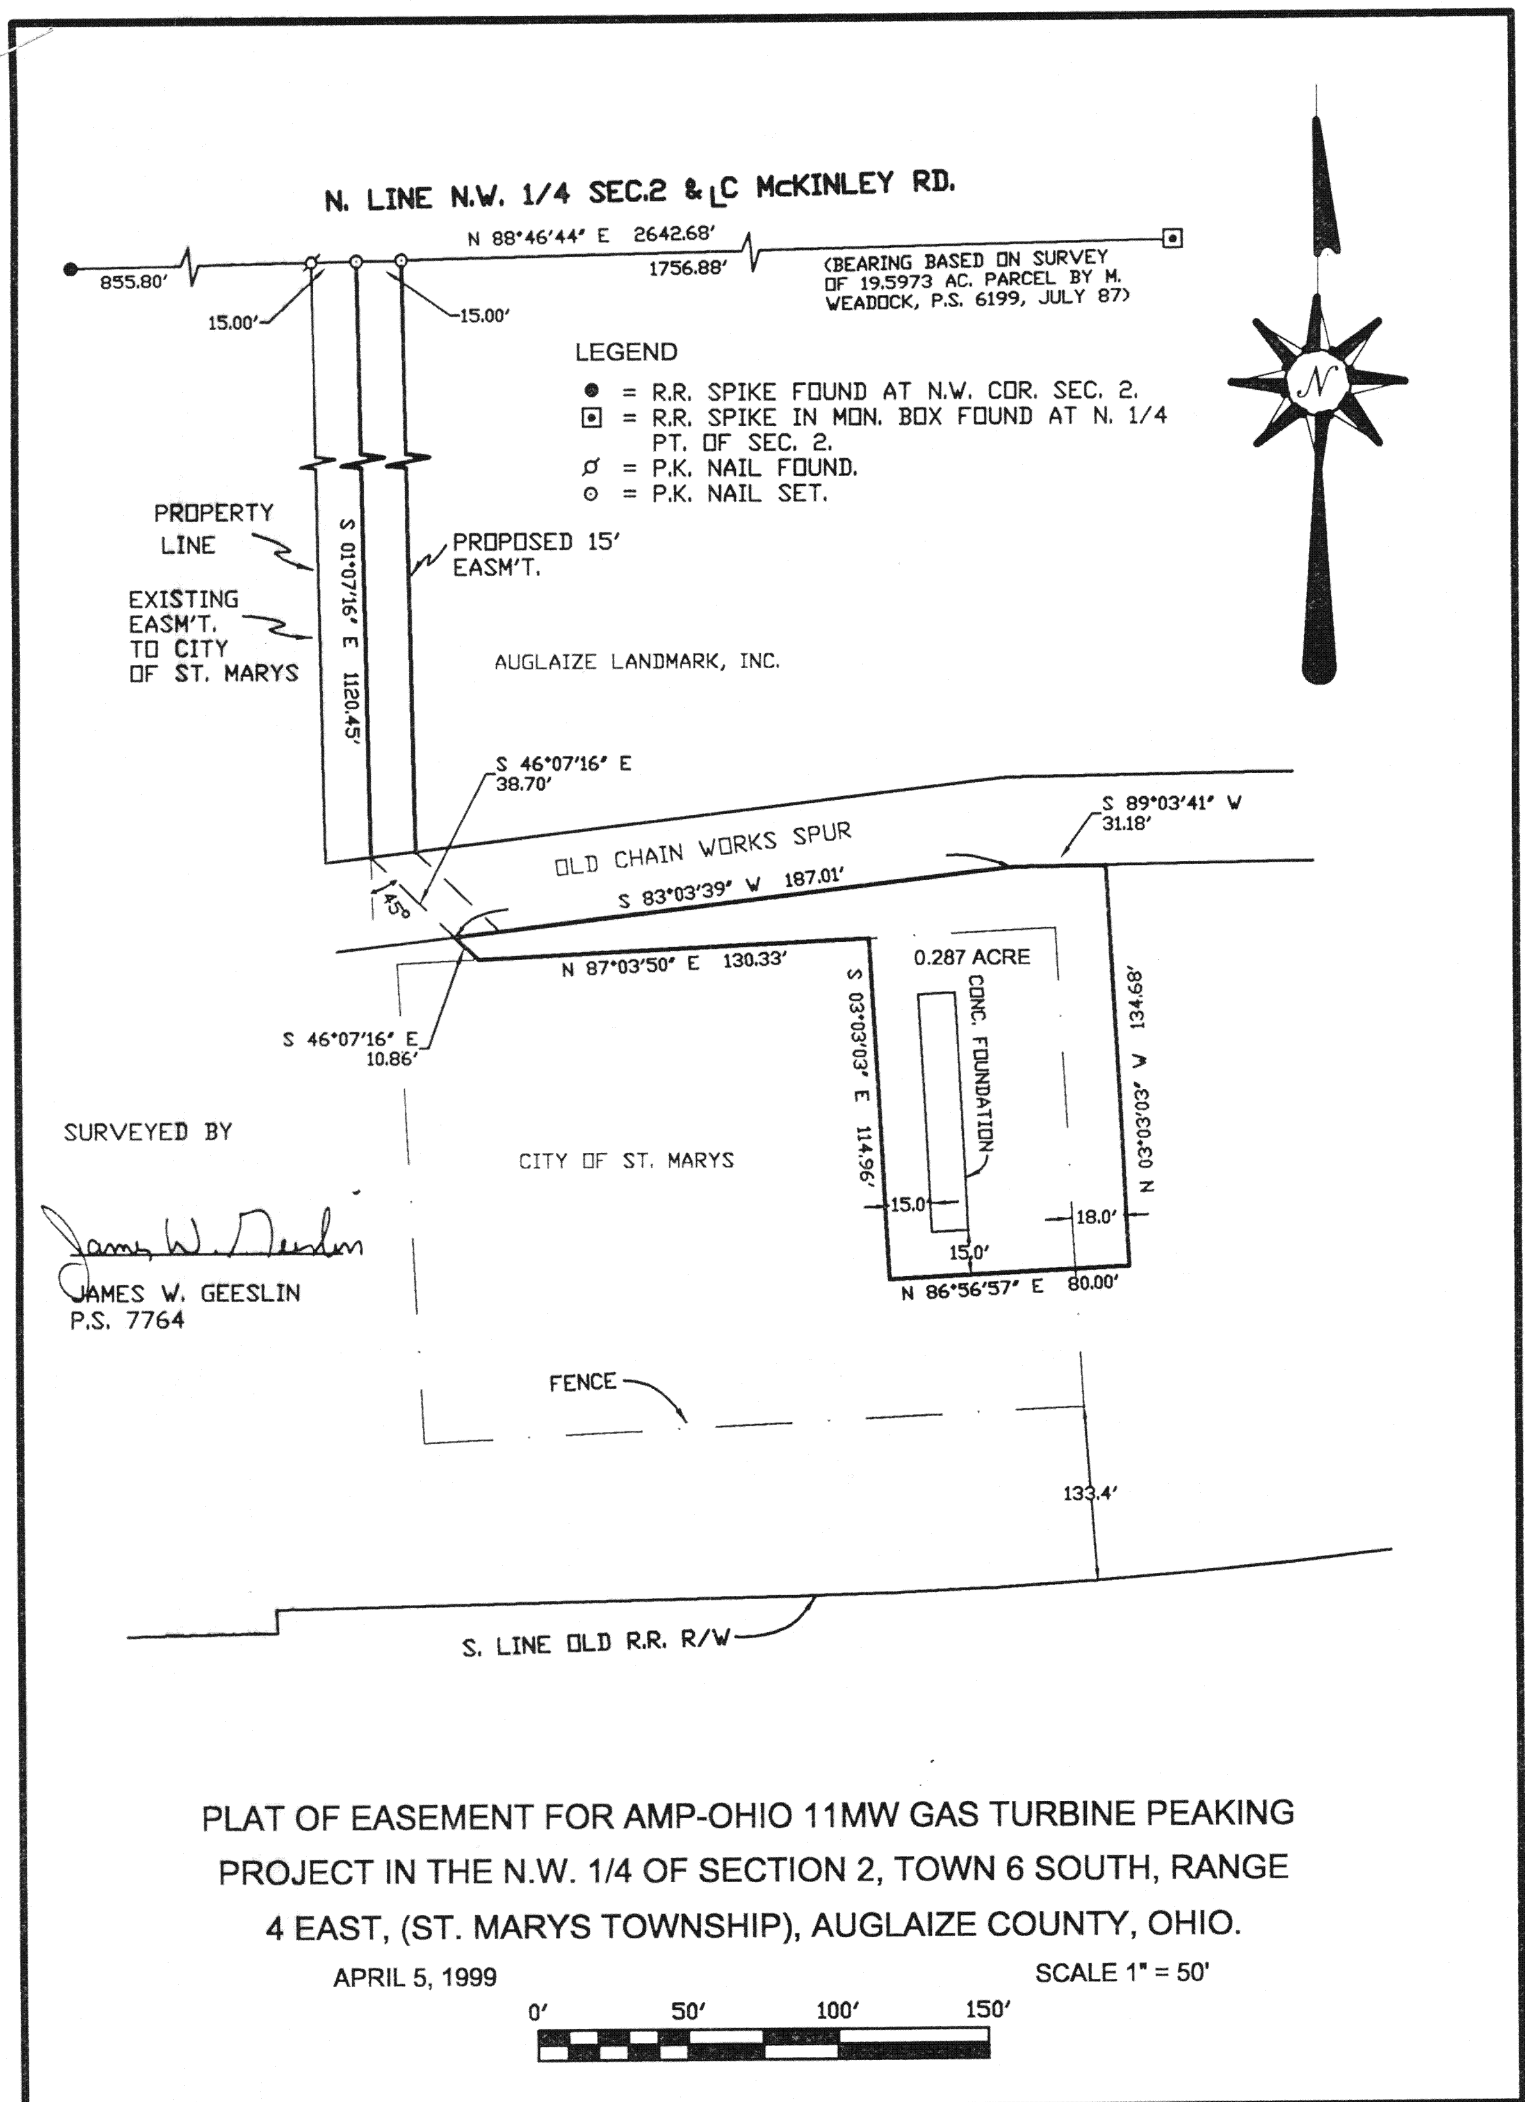 N. LINE N.W. 1/4 SEC.2 & ℄ McKINLEY RD.
N 88°46'44" E 2642.68'
855.80'
1756.88'
(BEARING BASED ON SURVEY
OF 19.5973 AC. PARCEL BY M.
WEADOCK, P.S. 6199, JULY 87)
15.00'
15.00'
LEGEND
= R.R. SPIKE FOUND AT N.W. COR. SEC. 2.
= R.R. SPIKE IN MON. BOX FOUND AT N. 1/4
PT. OF SEC. 2.
= P.K. NAIL FOUND.
= P.K. NAIL SET.
N
PROPERTY
LINE
EXISTING
EASM'T.
TO CITY
OF ST. MARYS
S 01°07'16" E 1120.45'
PROPOSED 15'
EASM'T.
AUGLAIZE LANDMARK, INC.
S 46°07'16" E
38.70'
S 89°03'41" W
31.18'
OLD CHAIN WORKS SPUR
S 83°03'39" W 187.01'
45°
N 87°03'50" E 130.33'
0.287 ACRE
S 46°07'16" E
10.86'
S 03°03'03" E 114.96'
CONC. FOUNDATION
N 03°03'03" W 134.68'
SURVEYED BY
CITY OF ST. MARYS
15.0'
18.0'
15.0'
N 86°56'57" E 80.00'
James W. Geeslin
JAMES W. GEESLIN
P.S. 7764
FENCE
133.4'
S. LINE OLD R.R. R/W
PLAT OF EASEMENT FOR AMP-OHIO 11MW GAS TURBINE PEAKING
PROJECT IN THE N.W. 1/4 OF SECTION 2, TOWN 6 SOUTH, RANGE
4 EAST, (ST. MARYS TOWNSHIP), AUGLAIZE COUNTY, OHIO.
APRIL 5, 1999
SCALE 1" = 50'
0' 50' 100' 150'